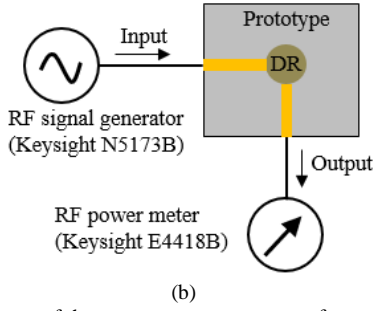 Prototype
Input
DR
RF signal generator
(Keysight N5173B)
Output
RF power meter
(Keysight E4418B)
(b)